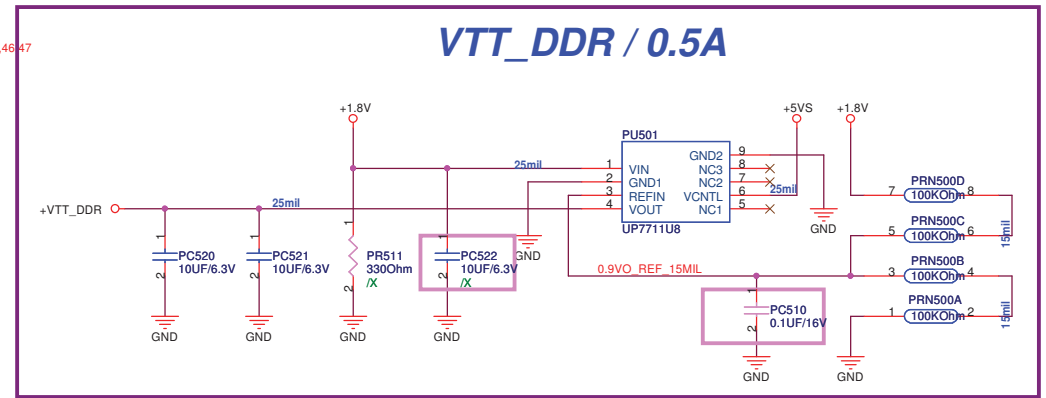 VTT_DDR / 0.5A
,46,47
+1.8V
+5VS
+1.8V
PU501
25mil
1
VIN
GND2
9
2
GND1
NC3
8
3
REFIN
NC2
7
4
VOUT
VCNTL
6
25mil
NC1
5
UP7711U8
+VTT_DDR
25mil
GND
GND
PRN500D
7
100KOhm
8
PRN500C
5
100KOhm
6
15mil
PRN500B
3
100KOhm
4
PRN500A
1
100KOhm
2
15mil
1
PC520
10UF/6.3V
2
GND
1
PC521
10UF/6.3V
2
GND
1
PR511
330Ohm
/X
2
GND
1
PC522
10UF/6.3V
/X
2
GND
0.9VO_REF_15MIL
1
PC510
0.1UF/16V
2
GND
GND